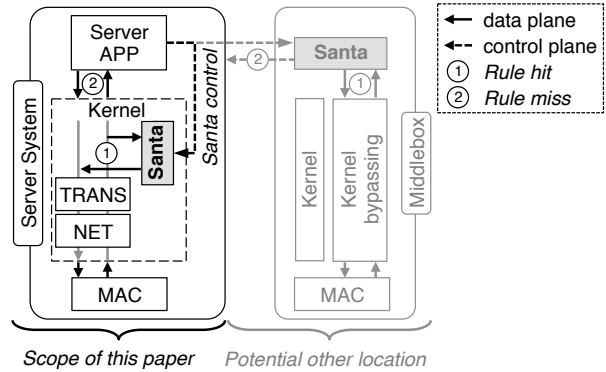 Server
APP
2
Kernel
1
Santa
TRANS
NET
MAC
Server System
Santa control
Scope of this paper
2
Santa
1
Kernel
Kernel
bypassing
MAC
Middlebox
Potential other location
data plane
control plane
1 Rule hit
2 Rule miss